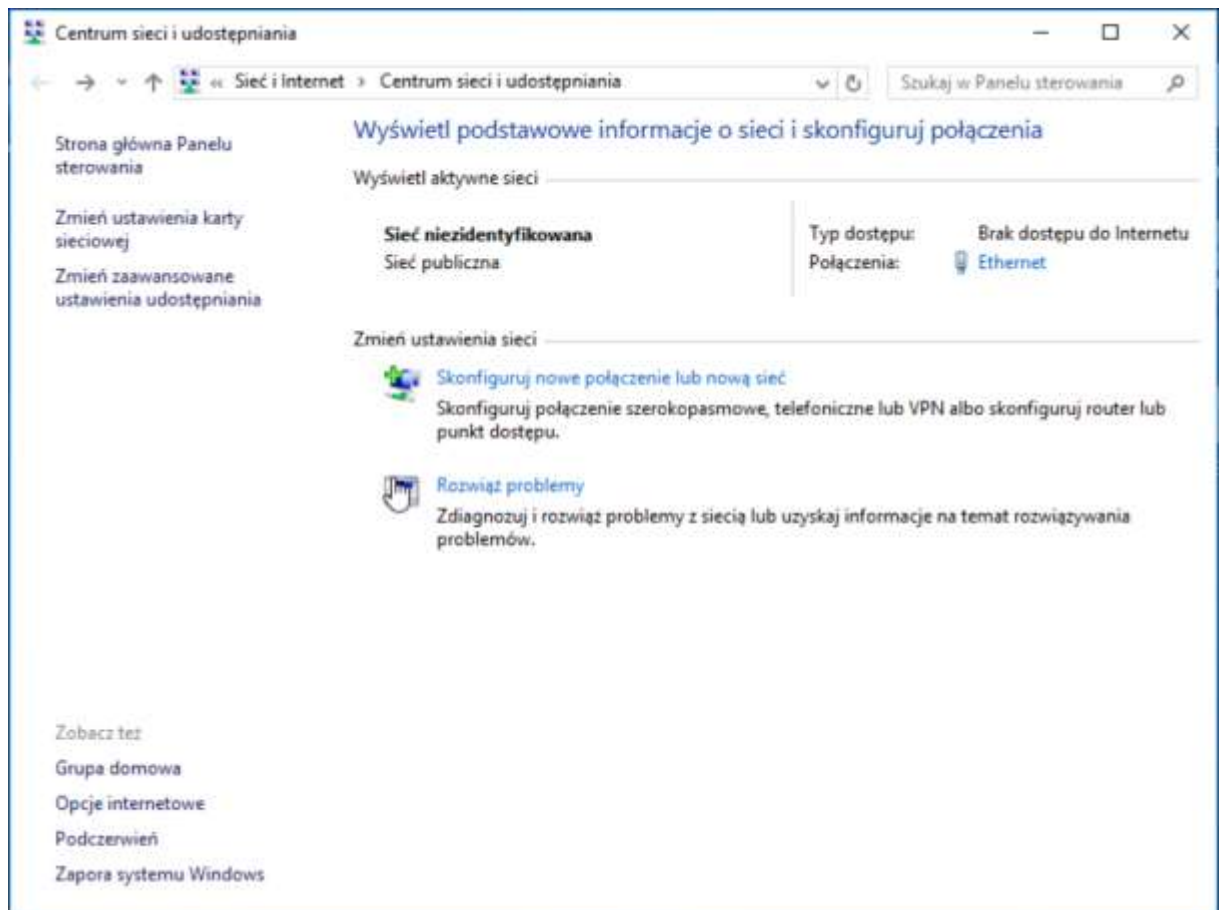 Centrum sieci i udostępniania
« Sieć i Internet > Centrum sieci i udostępniania
Szukaj w Panelu sterowania
Strona główna Panelu
sterowania
Zmień ustawienia karty
sieciowej
Zmień zaawansowane
ustawienia udostępniania
Wyświetl podstawowe informacje o sieci i skonfiguruj połączenia
Wyświetl aktywne sieci
Sieć niezidentyfikowana
Sieć publiczna
Typ dostępu: Brak dostępu do Internetu
Połączenia: Ethernet
Zmień ustawienia sieci
Skonfiguruj nowe połączenie lub nową sieć
Skonfiguruj połączenie szerokopasmowe, telefoniczne lub VPN albo skonfiguruj router lub
punkt dostępu.
Rozwiąż problemy
Zdiagnozuj i rozwiąż problemy z siecią lub uzyskaj informacje na temat rozwiązywania
problemów.
Zobacz też
Grupa domowa
Opcje internetowe
Podczerwień
Zapora systemu Windows